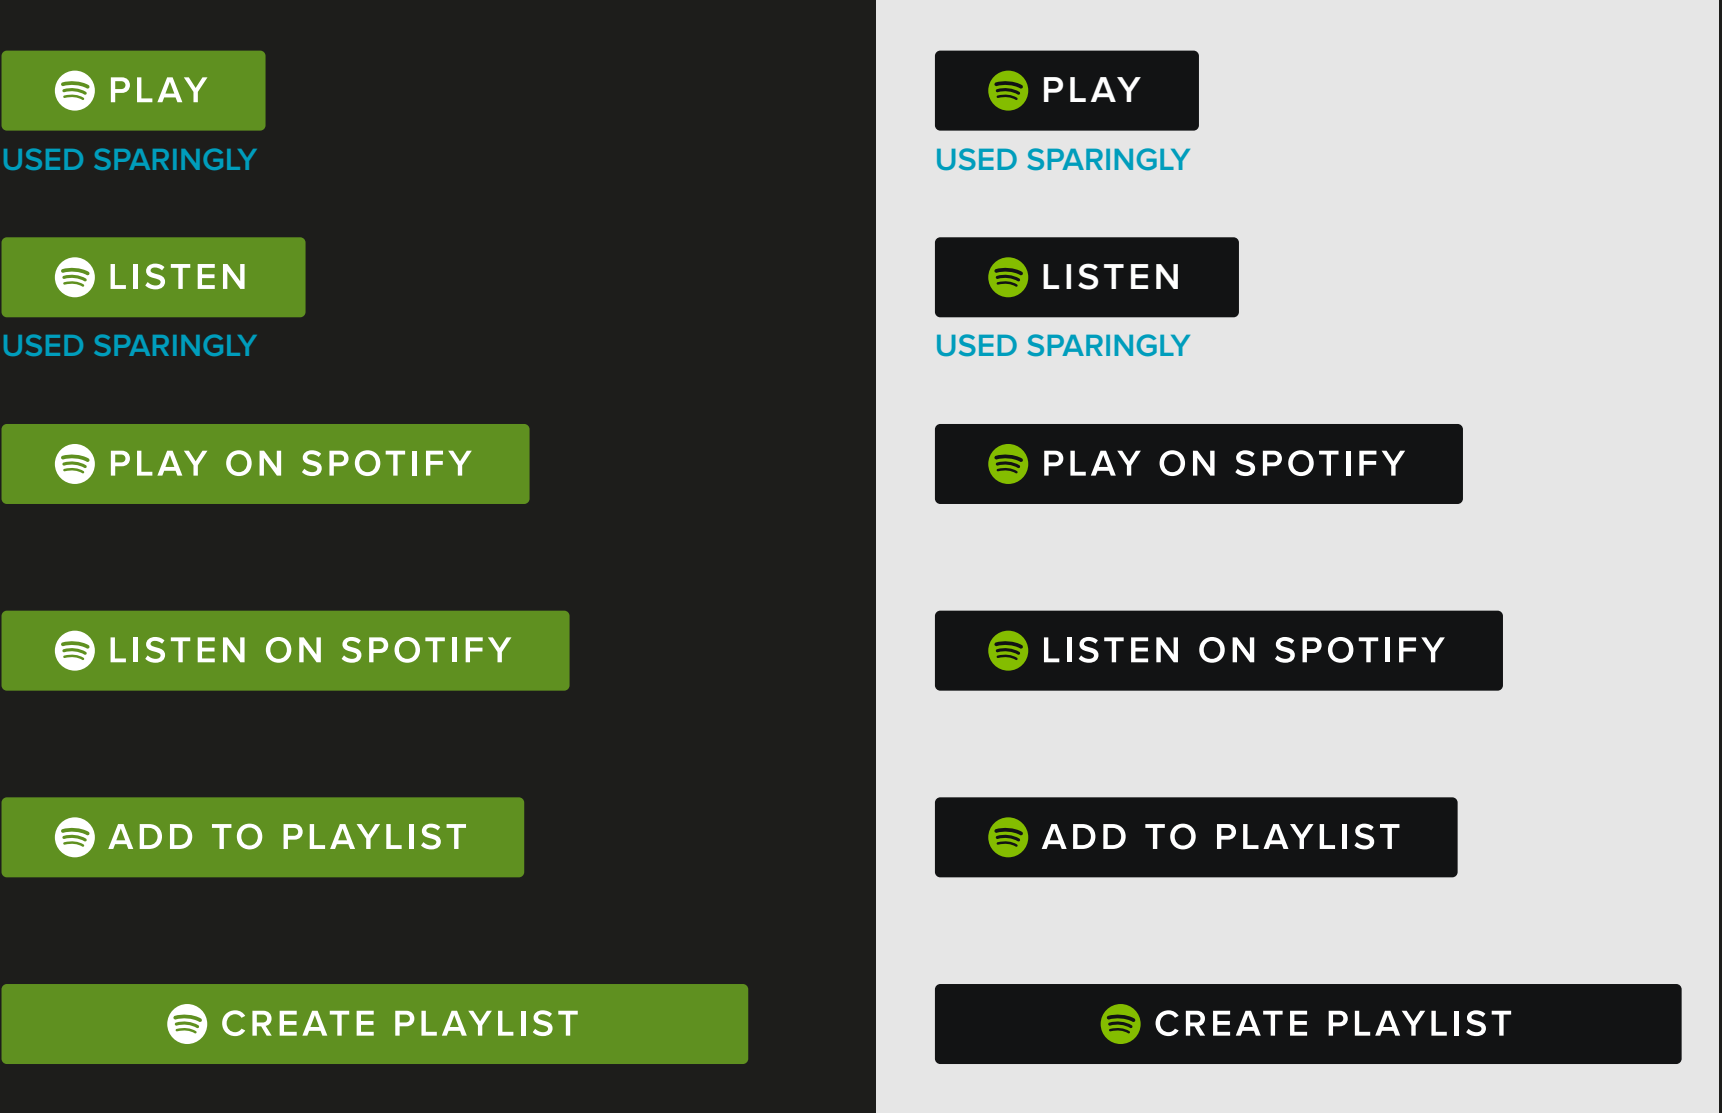 PLAY
USED SPARINGLY
LISTEN
USED SPARINGLY
PLAY ON SPOTIFY
LISTEN ON SPOTIFY
ADD TO PLAYLIST
CREATE PLAYLIST
PLAY
USED SPARINGLY
LISTEN
USED SPARINGLY
PLAY ON SPOTIFY
LISTEN ON SPOTIFY
ADD TO PLAYLIST
CREATE PLAYLIST